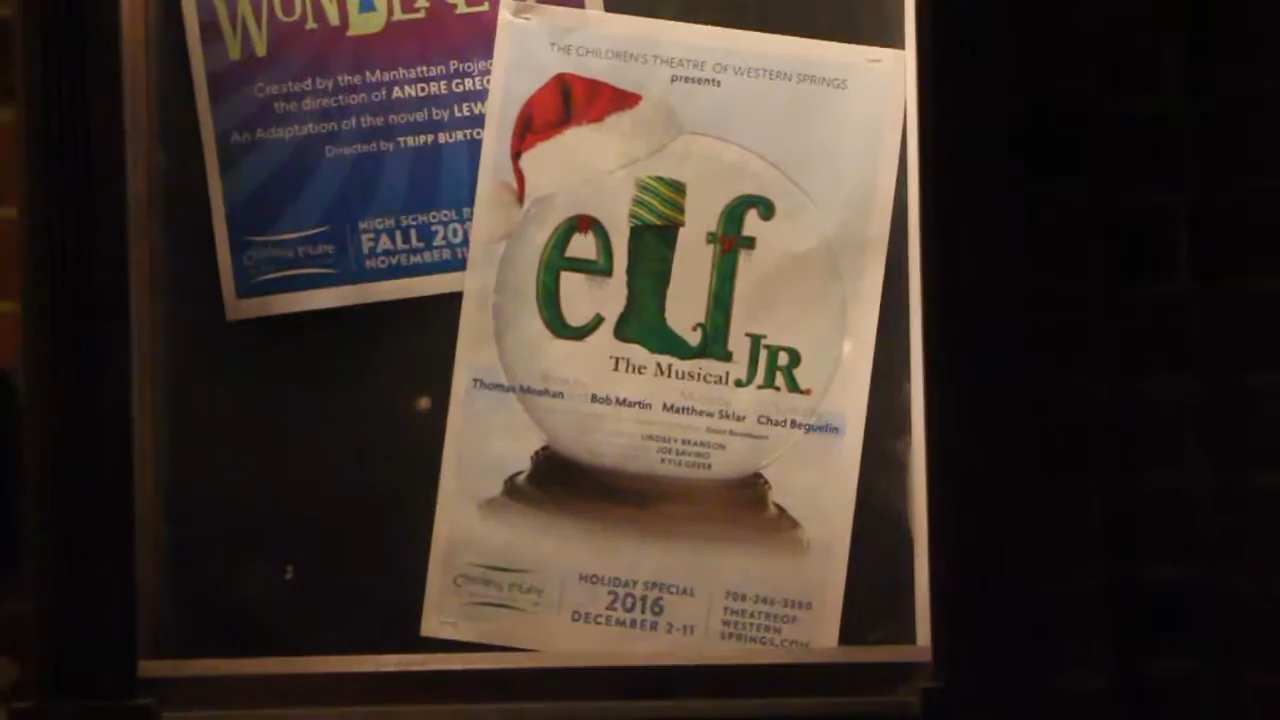 WONDERL
Created by the Manhattan Projec
the direction of ANDRE GREG
An Adaptation of the novel by LEW
Directed by TRIPP BURTO
HIGH SCHOOL R
FALL 201
NOVEMBER 11
THE CHILDREN'S THEATRE OF WESTERN SPRINGS
presents
elf JR.
The Musical
Thomas Meehan Bob Martin Matthew Sklar Chad Beguelin
LINDSEY BRANSON
JOE SAVINO
KYLE GREER
HOLIDAY SPECIAL
2016
DECEMBER 2-11
708-246-3380
THEATREOF
WESTERN
SPRINGS.COM